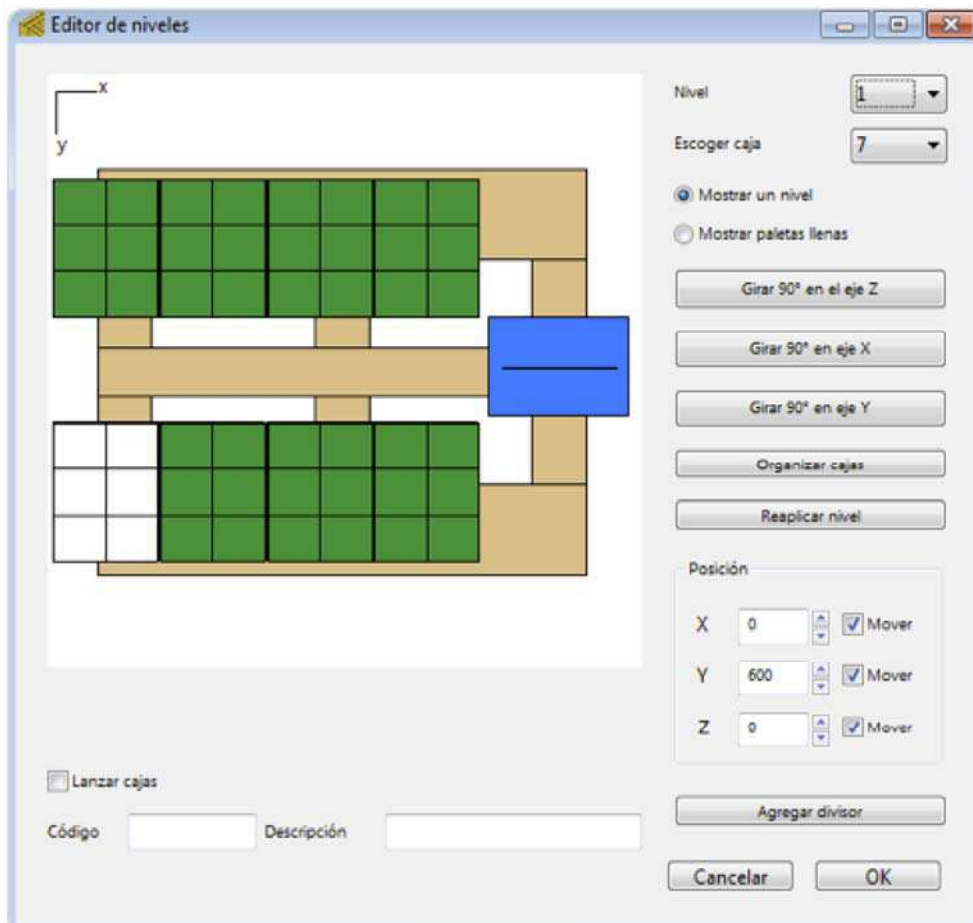 Editor de niveles
x
y
Nivel 1
Escoger caja 7
Mostrar un nivel
Mostrar paletas llenas
Girar 90° en el eje Z
Girar 90° en eje X
Girar 90° en eje Y
Organizar cajas
Reaplicar nivel
Posición
X 0 Mover
Y 600 Mover
Z 0 Mover
Lanzar cajas
Código Descripción
Agregar divisor
Cancelar OK